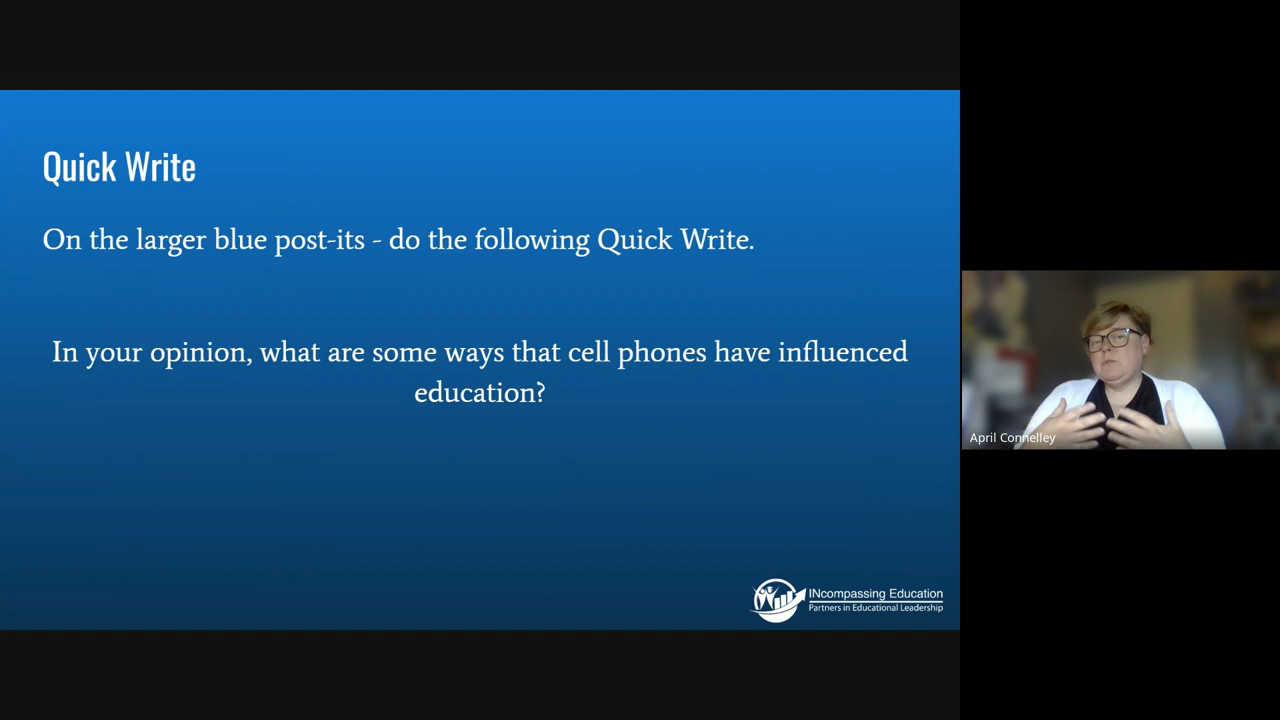 Quick Write
On the larger blue post-its - do the following Quick Write.
In your opinion, what are some ways that cell phones have influenced
education?
INcompassing Education
Partners in Educational Leadership
April Connelley